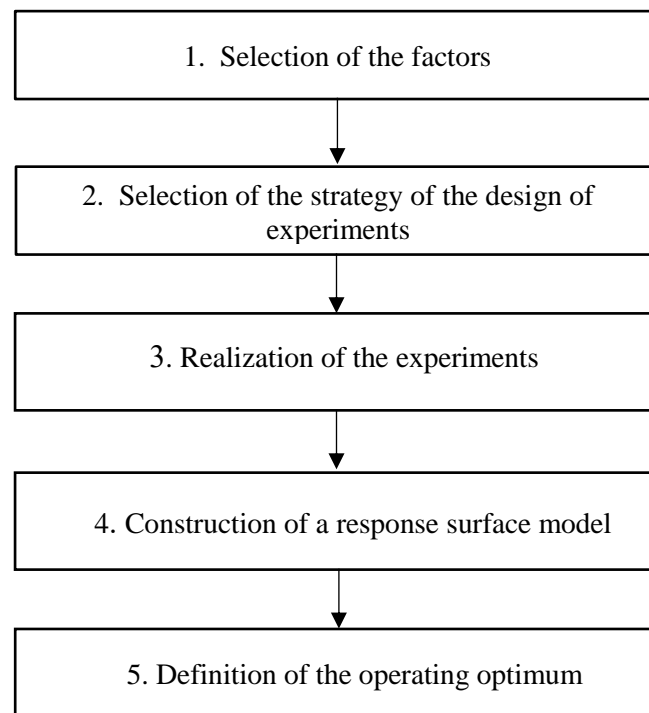 1. Selection of the factors
2. Selection of the strategy of the design of
experiments
3. Realization of the experiments
4. Construction of a response surface model
5. Definition of the operating optimum